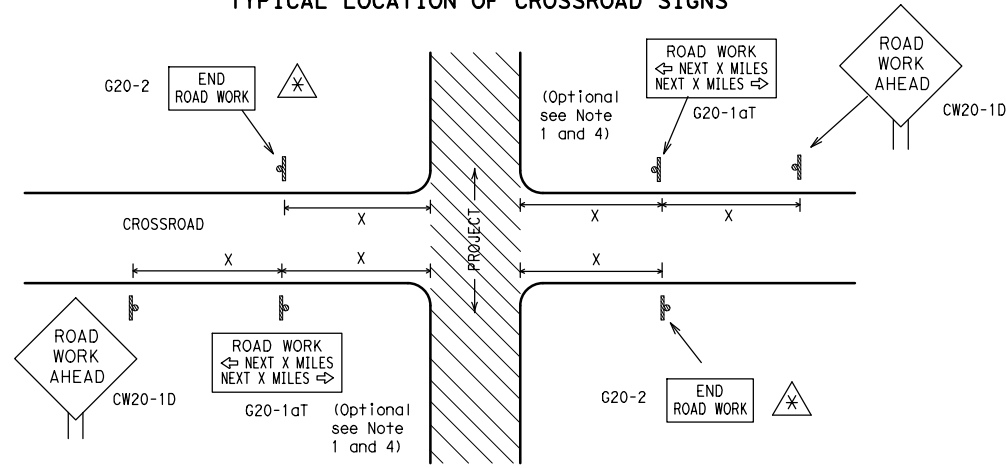 TYPICAL LOCATION OF CROSSROAD SIGNS
G20-2
END
ROAD WORK
(Optional
see Note
1 and 4)
ROAD WORK
⇦ NEXT X MILES
NEXT X MILES ⇨
G20-1aT
ROAD
WORK
AHEAD
CW20-1D
X
X
X
CROSSROAD
PROJECT
X
X
X
ROAD
WORK
AHEAD
CW20-1D
ROAD WORK
⇦ NEXT X MILES
NEXT X MILES ⇨
G20-1aT
(Optional
see Note
1 and 4)
G20-2
END
ROAD WORK